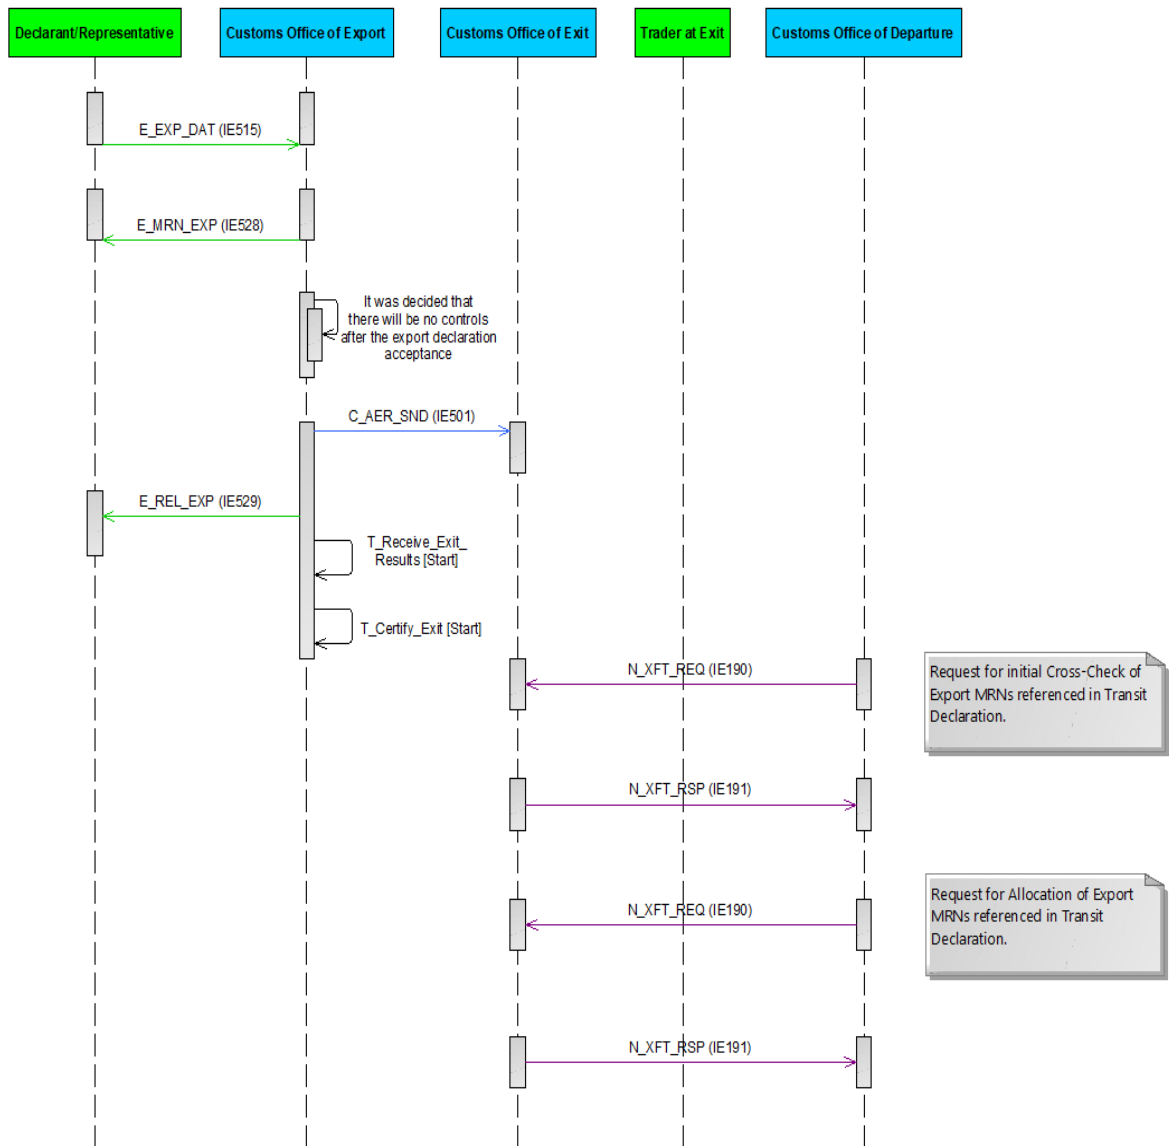 Declarant/Representative
Customs Office of Export
Customs Office of Exit
Trader at Exit
Customs Office of Departure
E_EXP_DAT (IE515)
E_MRN_EXP (IE528)
It was decided that
there will be no controls
after the export declaration
acceptance
C_AER_SND (IE501)
E_REL_EXP (IE529)
T_Receive_Exit_
Results [Start]
T_Certify_Exit [Start]
N_XFT_REQ (IE190)
Request for initial Cross-Check of
Export MRNs referenced in Transit
Declaration.
N_XFT_RSP (IE191)
Request for Allocation of Export
MRNs referenced in Transit
Declaration.
N_XFT_REQ (IE190)
N_XFT_RSP (IE191)